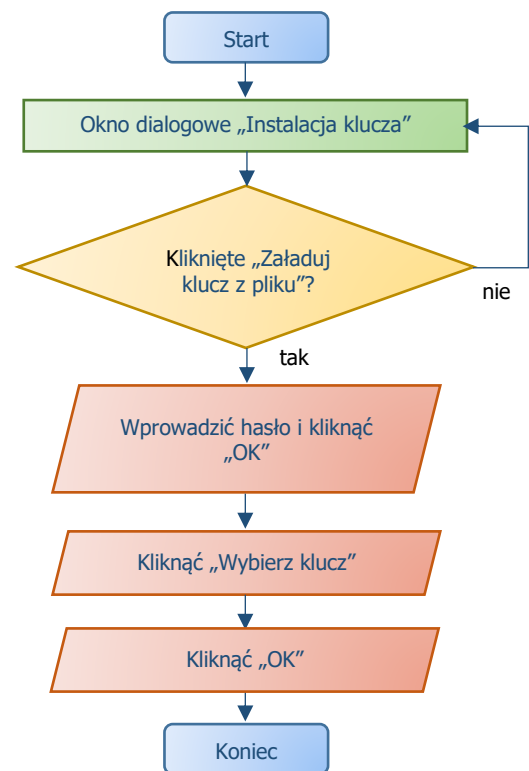 Start
Okno dialogowe „Instalacja klucza”
Kliknięte „Załaduj
klucz z pliku”?
nie
tak
Wprowadzić hasło i kliknąć
„OK”
Kliknąć „Wybierz klucz”
Kliknąć „OK”
Koniec